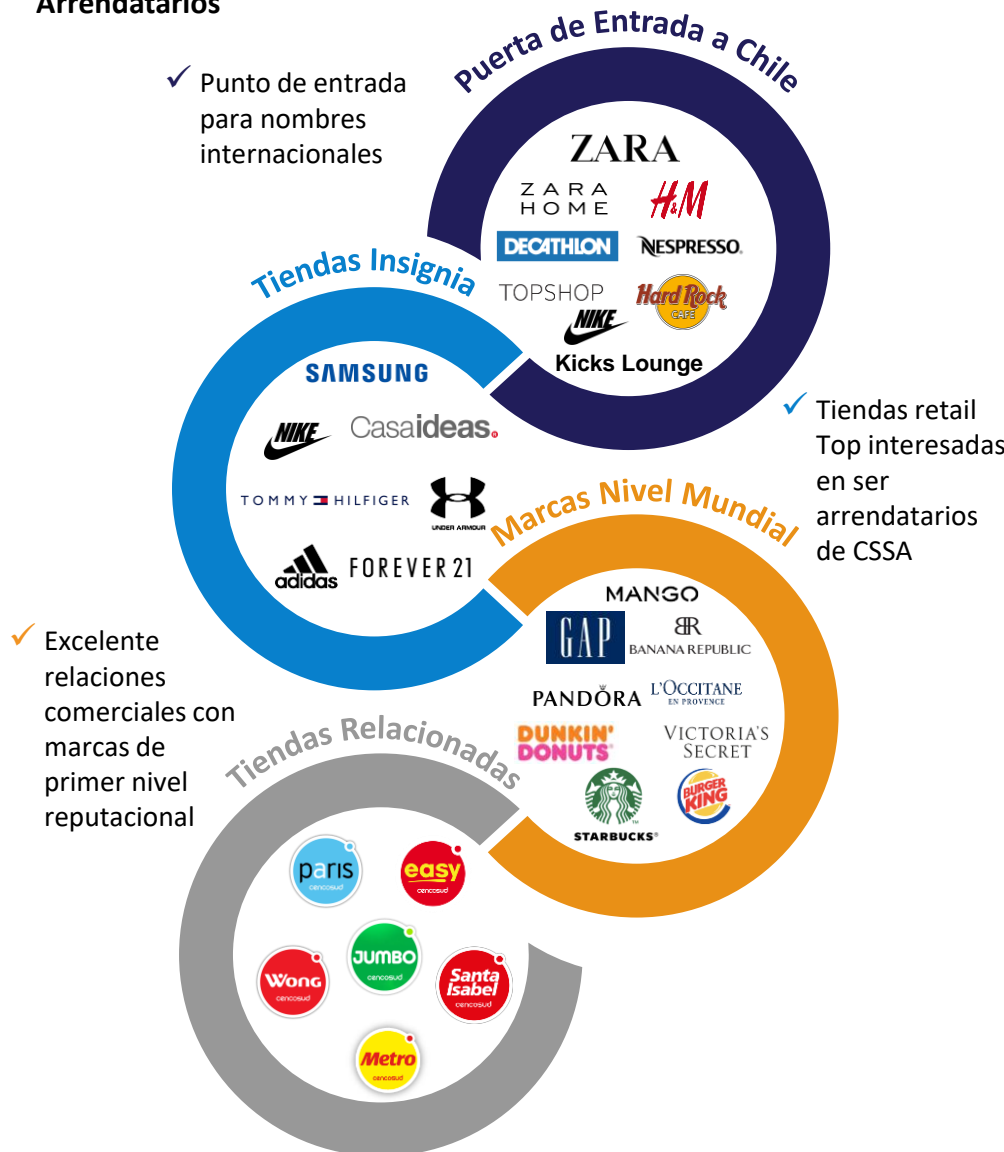 Arrendatarios
Puerta de Entrada a Chile
✓ Punto de entrada
para nombres
internacionales
ZARA
ZARA
HOME
H&M
DECATHLON
NESPRESSO.
TOPSHOP
Hard Rock
CAFE
NIKE
Kicks Lounge
Tiendas Insignia
SAMSUNG
NIKE
Casaideas.
TOMMY HILFIGER
UNDER ARMOUR
adidas
FOREVER 21
✓ Tiendas retail
Top interesadas
en ser
arrendatarios
de CSSA
Marcas Nivel Mundial
MANGO
GAP
BR
BANANA REPUBLIC
PANDÓRA
L'OCCITANE
EN PROVENCE
DUNKIN'
DONUTS
VICTORIA'S
SECRET
STARBUCKS®
BURGER
KING
✓ Excelente
relaciones
comerciales con
marcas de
primer nivel
reputacional
Tiendas Relacionadas
paris
cencosud
easy
cencosud
Wong
cencosud
JUMBO
cencosud
Santa
Isabel
cencosud
Metro
cencosud